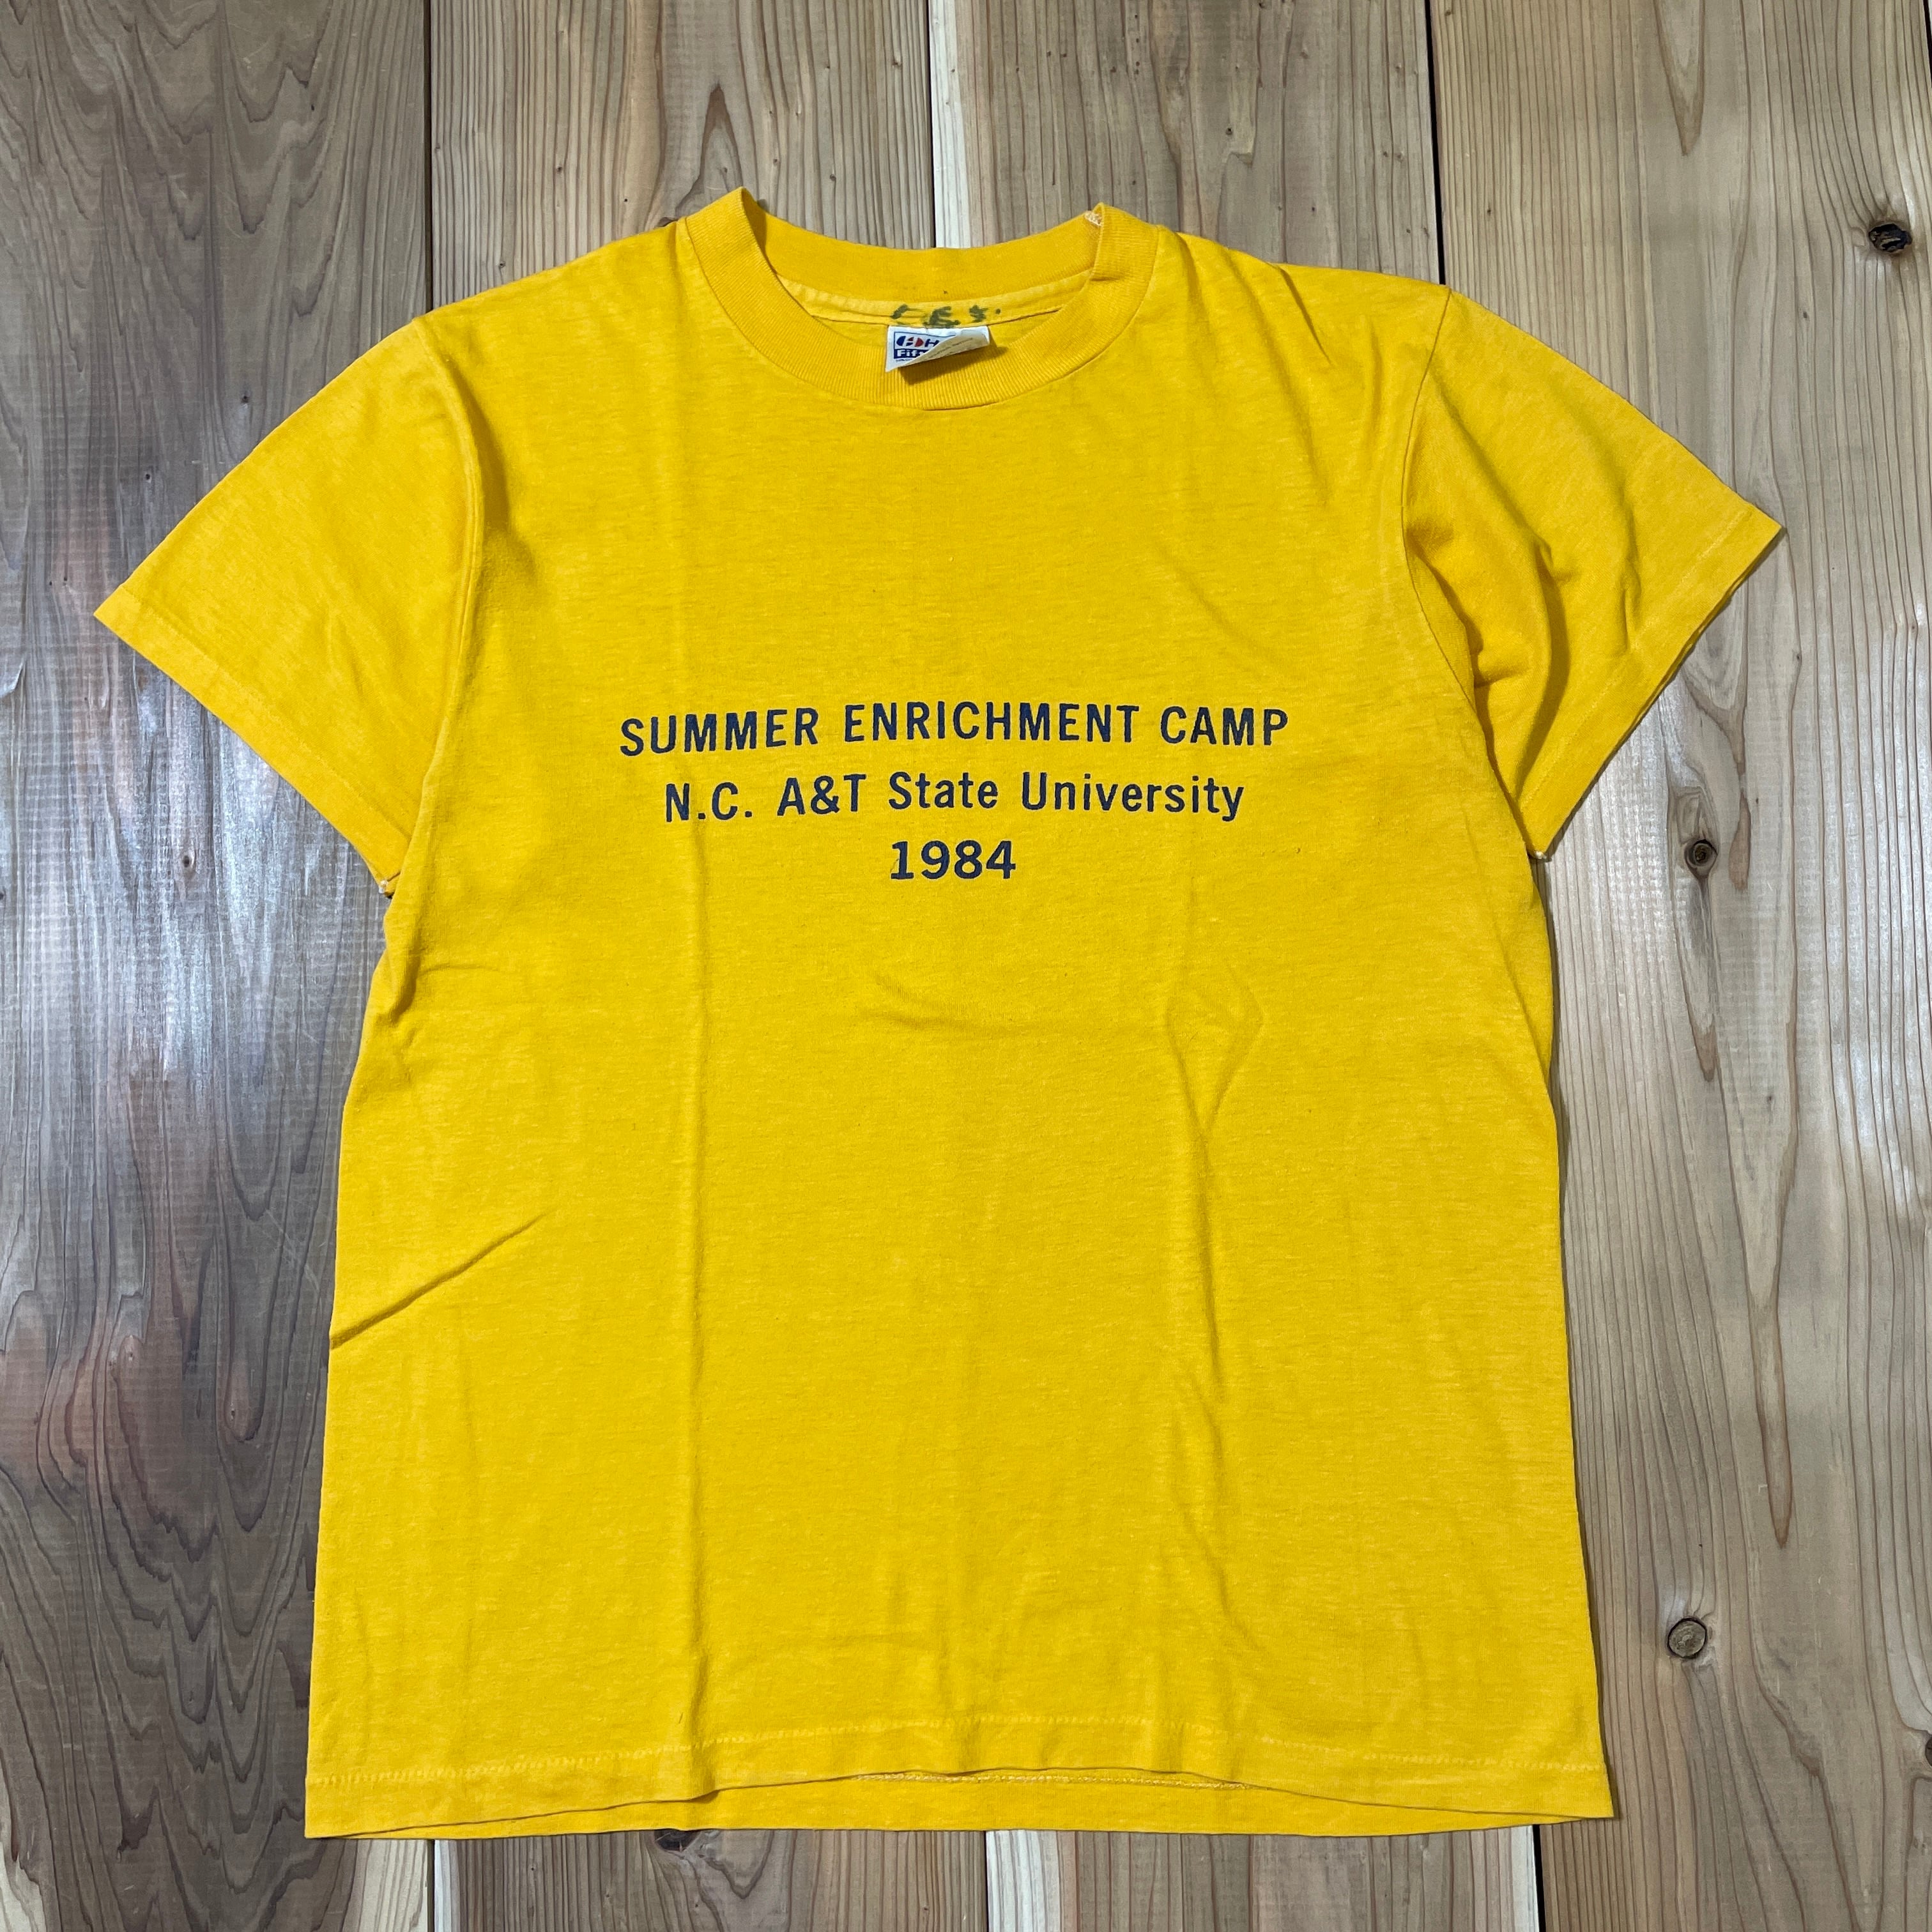 SUMMER ENRICHMENT CAMP
N.C. A&T State University
1984